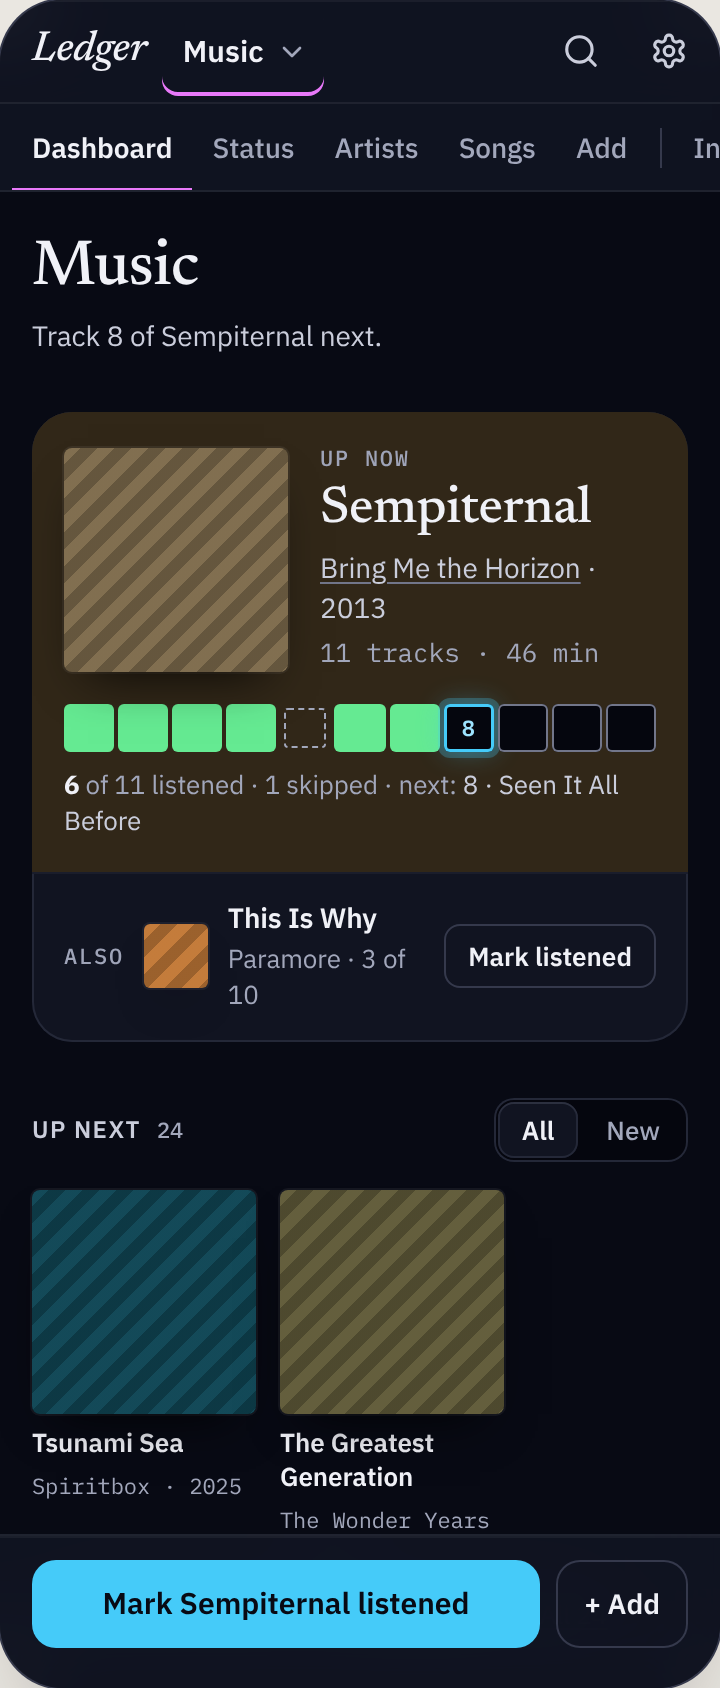 Ledger Music
Dashboard Status Artists Songs Add In
Music
Track 8 of Sempiternal next.
UP NOW
Sempiternal
Bring Me the Horizon ·
2013
11 tracks · 46 min
8
6 of 11 listened · 1 skipped · next: 8 · Seen It All
Before
ALSO
This Is Why
Paramore · 3 of
10
Mark listened
UP NEXT 24
All New
Tsunami Sea
Spiritbox · 2025
The Greatest
Generation
The Wonder Years
Mark Sempiternal listened
+ Add